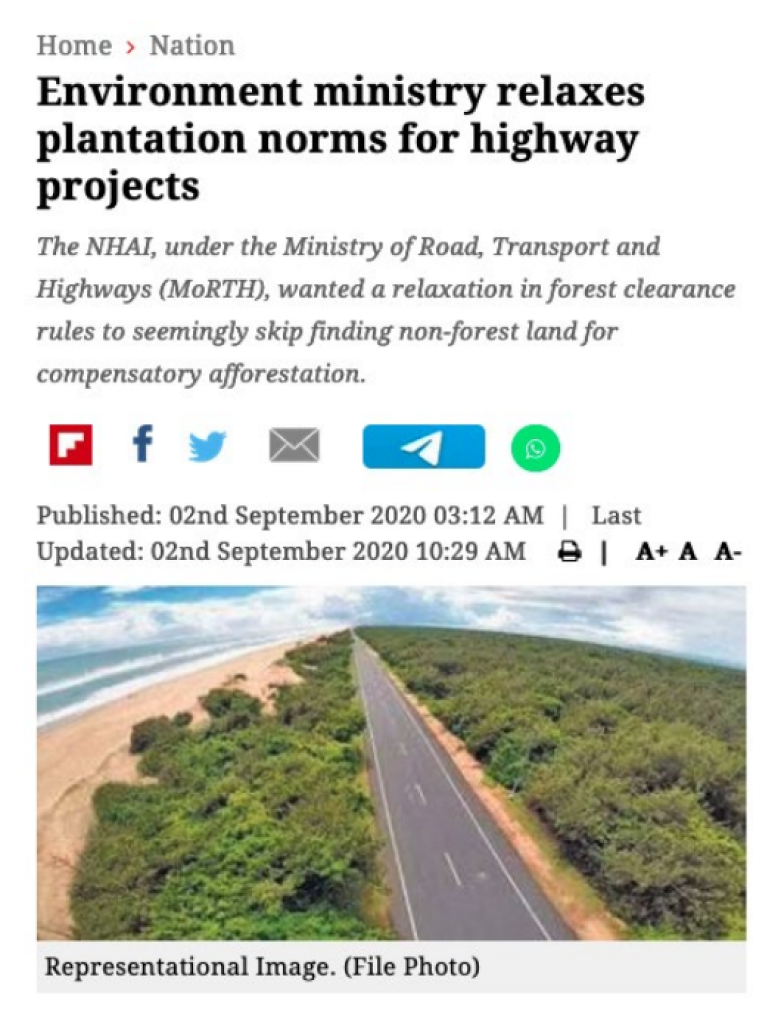 Home › Nation
Environment ministry relaxes
plantation norms for highway
projects
The NHAI, under the Ministry of Road, Transport and
Highways (MoRTH), wanted a relaxation in forest clearance
rules to seemingly skip finding non-forest land for
compensatory afforestation.
Published: 02nd September 2020 03:12 AM | Last
Updated: 02nd September 2020 10:29 AM | A+ A A-
Representational Image. (File Photo)